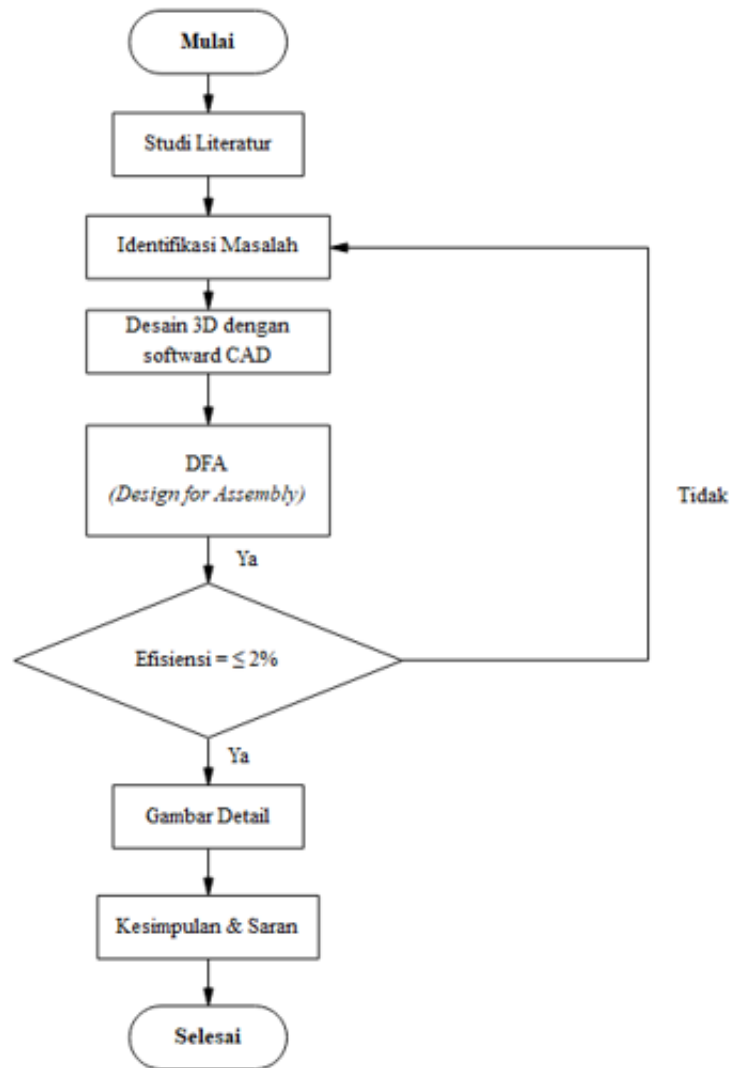 Mulai
Studi Literatur
Identifikasi Masalah
Desain 3D dengan
softward CAD
DFA
(Design for Assembly)
Tidak
Ya
Efisiensi = ≤ 2%
Ya
Gambar Detail
Kesimpulan & Saran
Selesai